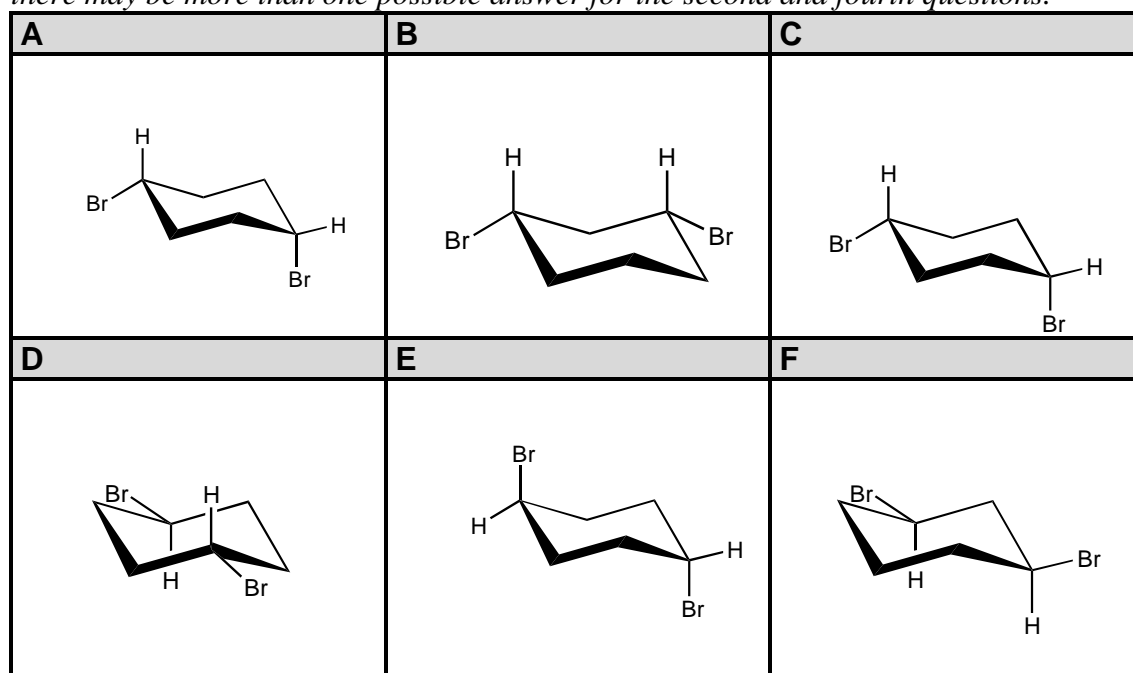 there may be more than one possible answer for the second and fourth questions.
A B C
H
Br H
Br
H H
Br Br
H
Br H
Br
D E F
Br H
H Br
Br
H H
Br
Br
Br
H
H